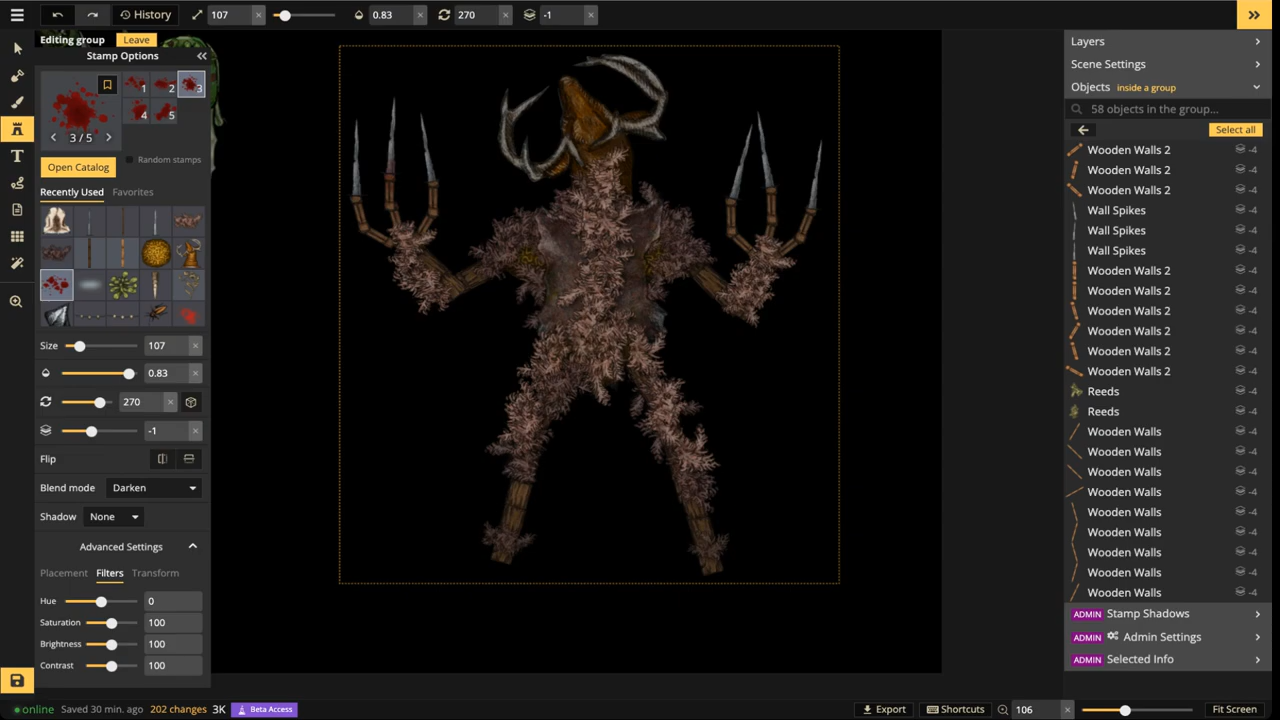 History 107 × 0.83 × 270 × -1 ×
Editing group Leave
Stamp Options
1 2 3
4 5
3 / 5
Open Catalog Random stamps
Recently Used Favorites
Size 107 ×
0.83 ×
270 ×
-1 ×
Flip
Blend mode Darken
Shadow None
Advanced Settings
Placement Filters Transform
Hue 0
Saturation 100
Brightness 100
Contrast 100
online Saved 30 min. ago 202 changes 3K Beta Access
Layers
Scene Settings
Objects inside a group
58 objects in the group...
Select all
Wooden Walls 2 -4
Wooden Walls 2 -4
Wooden Walls 2 -4
Wall Spikes -4
Wall Spikes -4
Wall Spikes -4
Wooden Walls 2 -4
Wooden Walls 2 -4
Wooden Walls 2 -4
Wooden Walls 2 -4
Wooden Walls 2 -4
Wooden Walls 2 -4
Reeds -4
Reeds -4
Wooden Walls -4
Wooden Walls -4
Wooden Walls -4
Wooden Walls -4
Wooden Walls -4
Wooden Walls -4
Wooden Walls -4
Wooden Walls -4
Wooden Walls -4
ADMIN Stamp Shadows
ADMIN Admin Settings
ADMIN Selected Info
Export Shortcuts 106 × Fit Screen